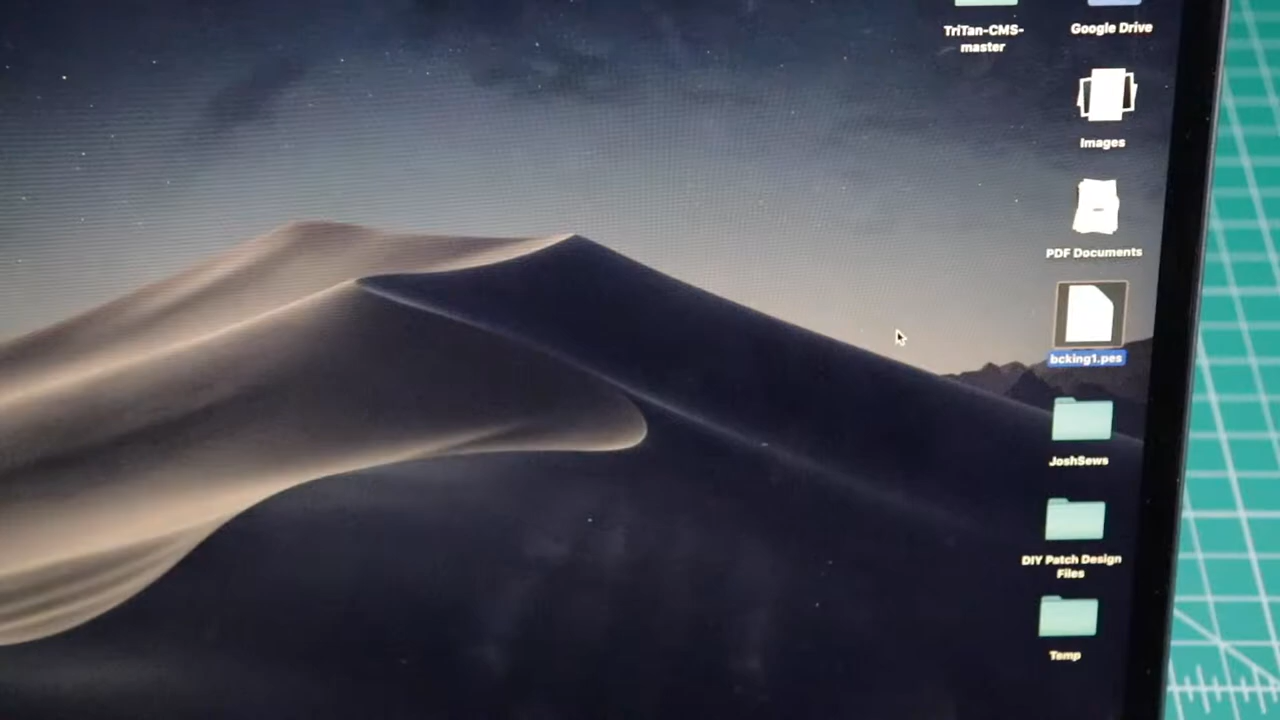 TriTan-CMS-
master
Google Drive
Images
PDF Documents
bcking1.pes
JoshSews
DIY Patch Design
Files
Temp